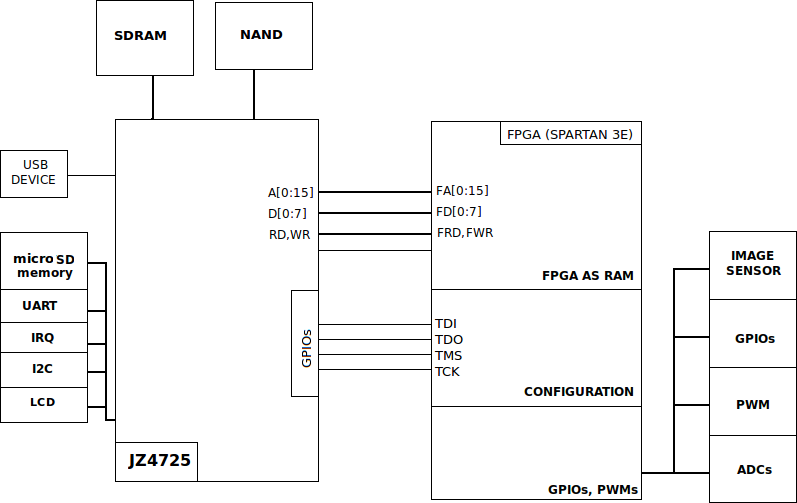 SDRAM
NAND
USB
DEVICE
micro SD
memory
UART
IRQ
I2C
LCD
A[0:15]
D[0:7]
RD,WR
GPIOs
JZ4725
FPGA (SPARTAN 3E)
FA[0:15]
FD[0:7]
FRD,FWR
FPGA AS RAM
TDI
TDO
TMS
TCK
CONFIGURATION
GPIOs, PWMs
IMAGE
SENSOR
GPIOs
PWM
ADCs